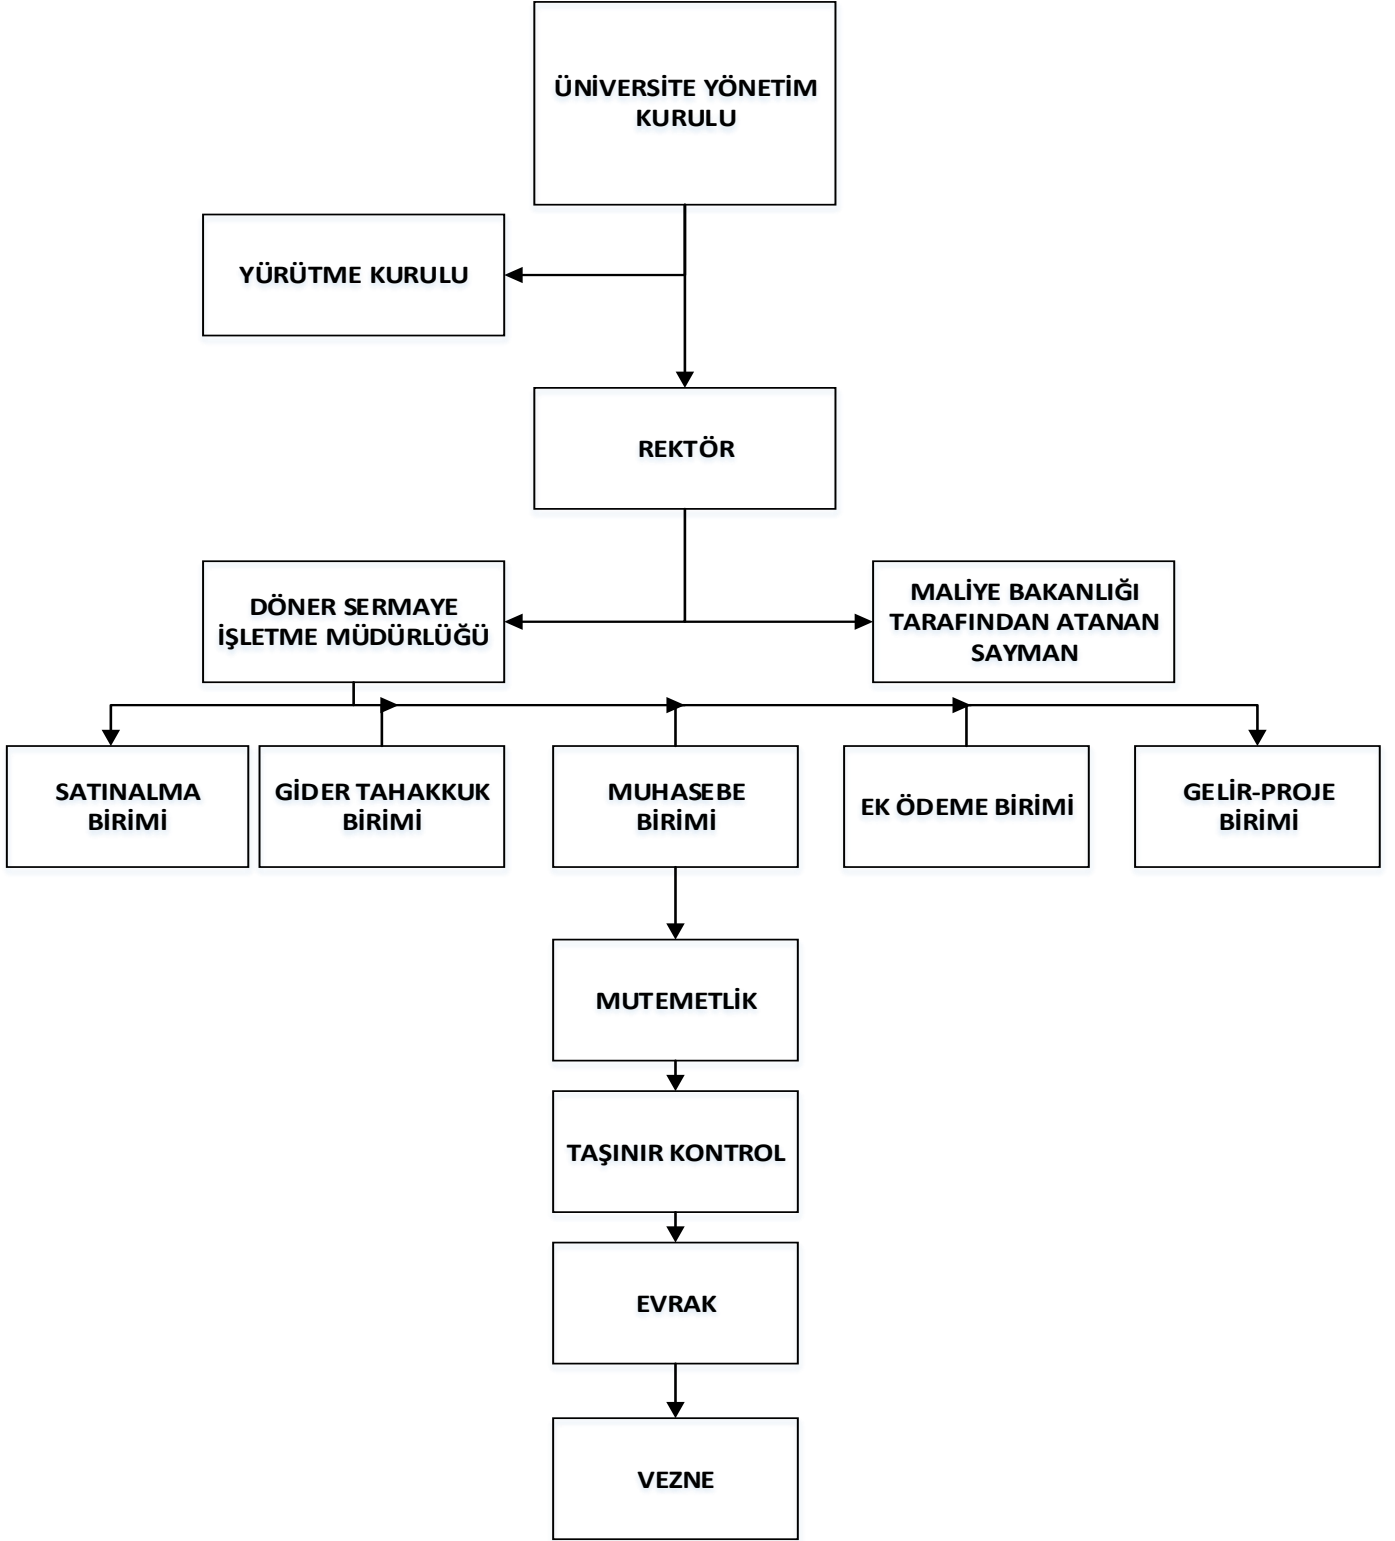 ÜNİVERSİTE YÖNETİM
KURULU
YÜRÜTME KURULU
REKTÖR
DÖNER SERMAYE
İŞLETME MÜDÜRLÜĞÜ
MALİYE BAKANLIĞI
TARAFINDAN ATANAN
SAYMAN
SATINALMA
BİRİMİ
GİDER TAHAKKUK
BİRİMİ
MUHASEBE
BİRİMİ
EK ÖDEME BİRİMİ
GELİR-PROJE
BİRİMİ
MUTEMETLİK
TAŞINIR KONTROL
EVRAK
VEZNE